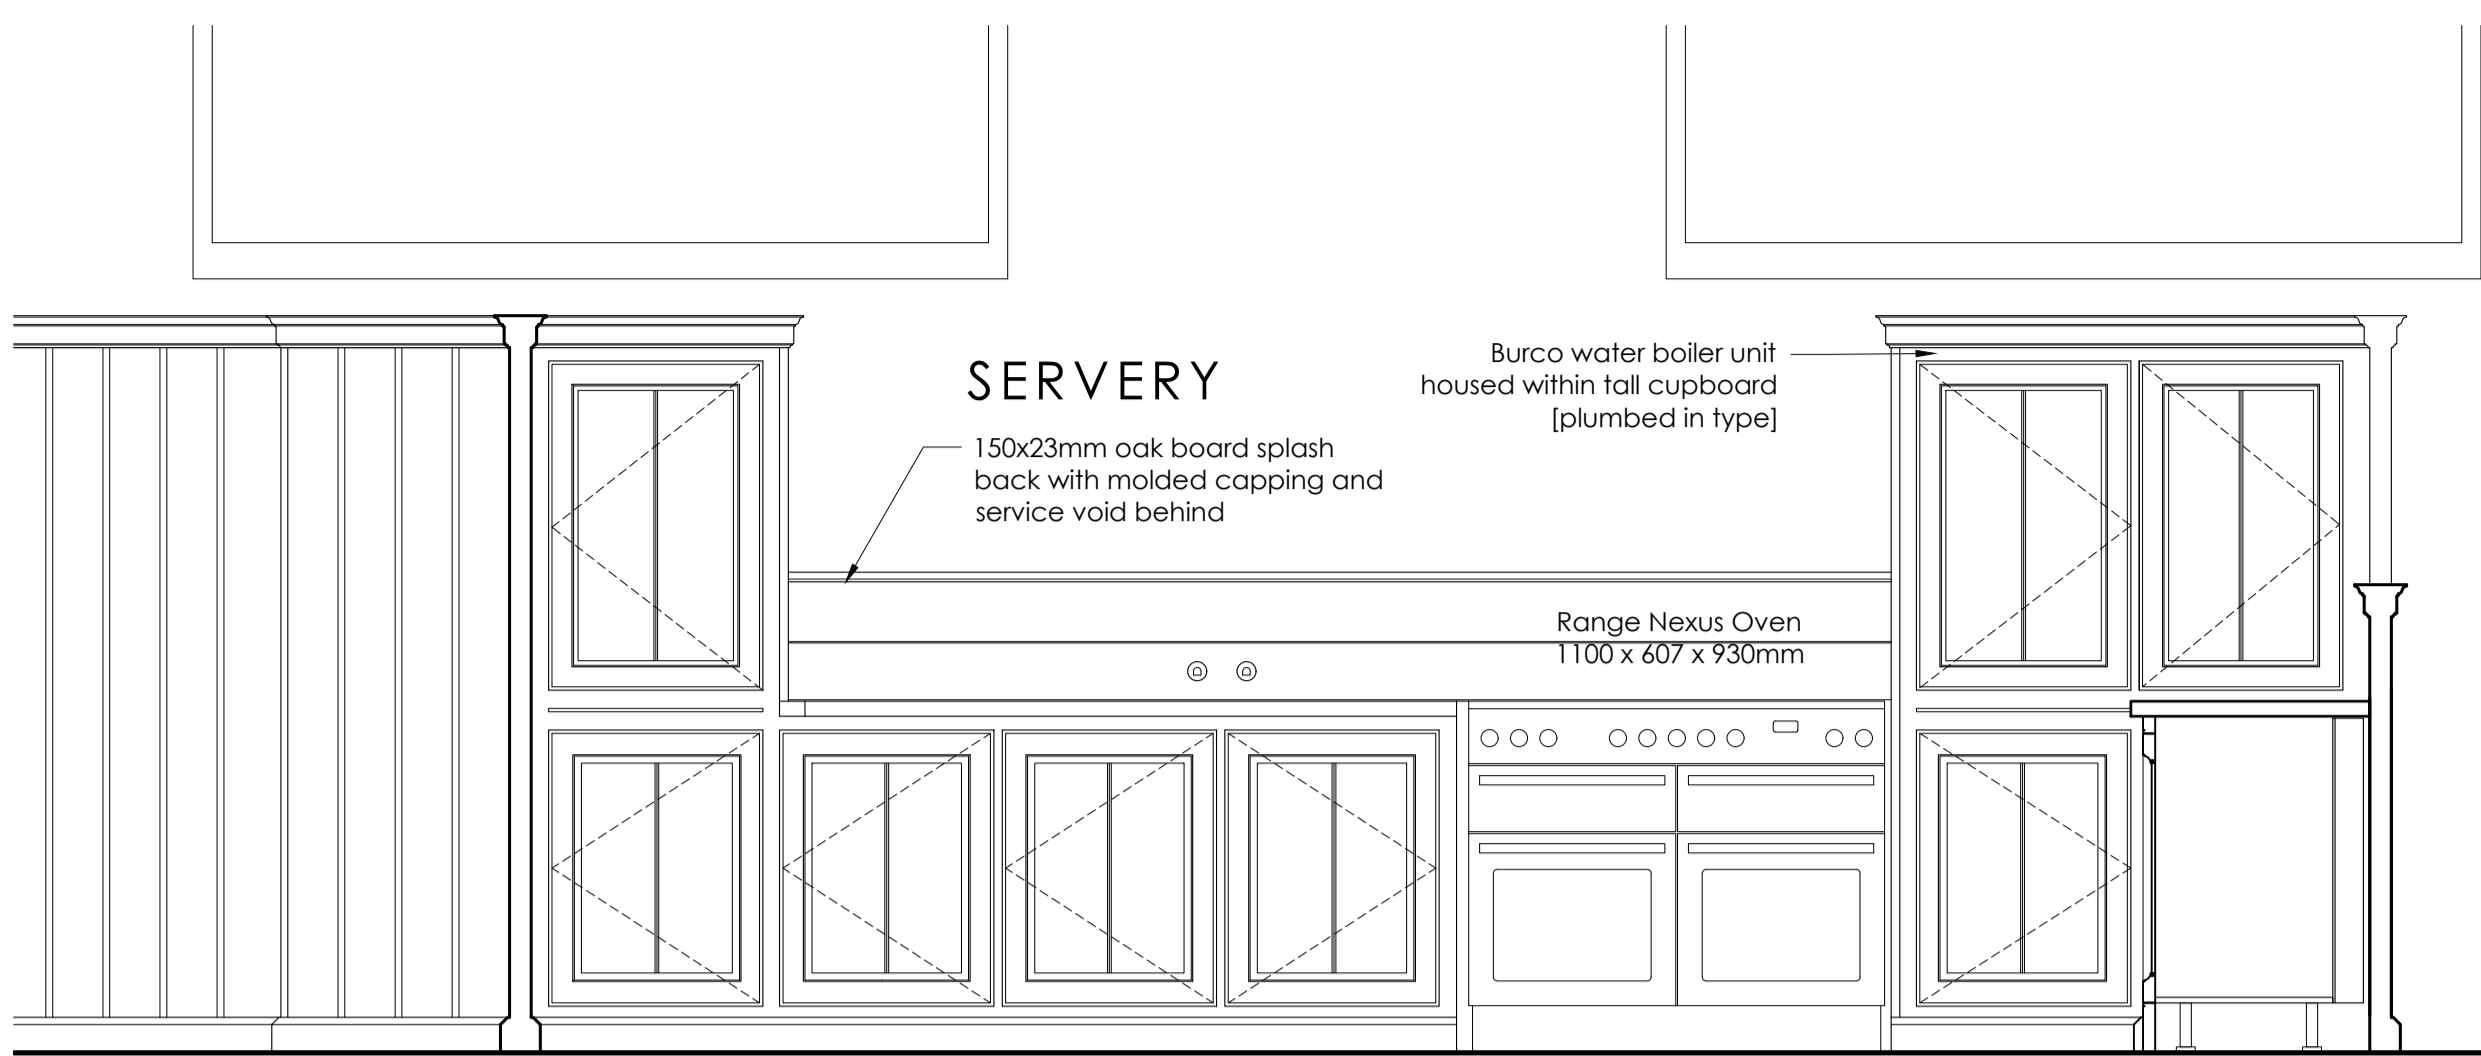 SERVERY
150x23mm oak board splash
back with molded capping and
service void behind
Burco water boiler unit
housed within tall cupboard
[plumbed in type]
Range Nexus Oven
1100 x 607 x 930mm